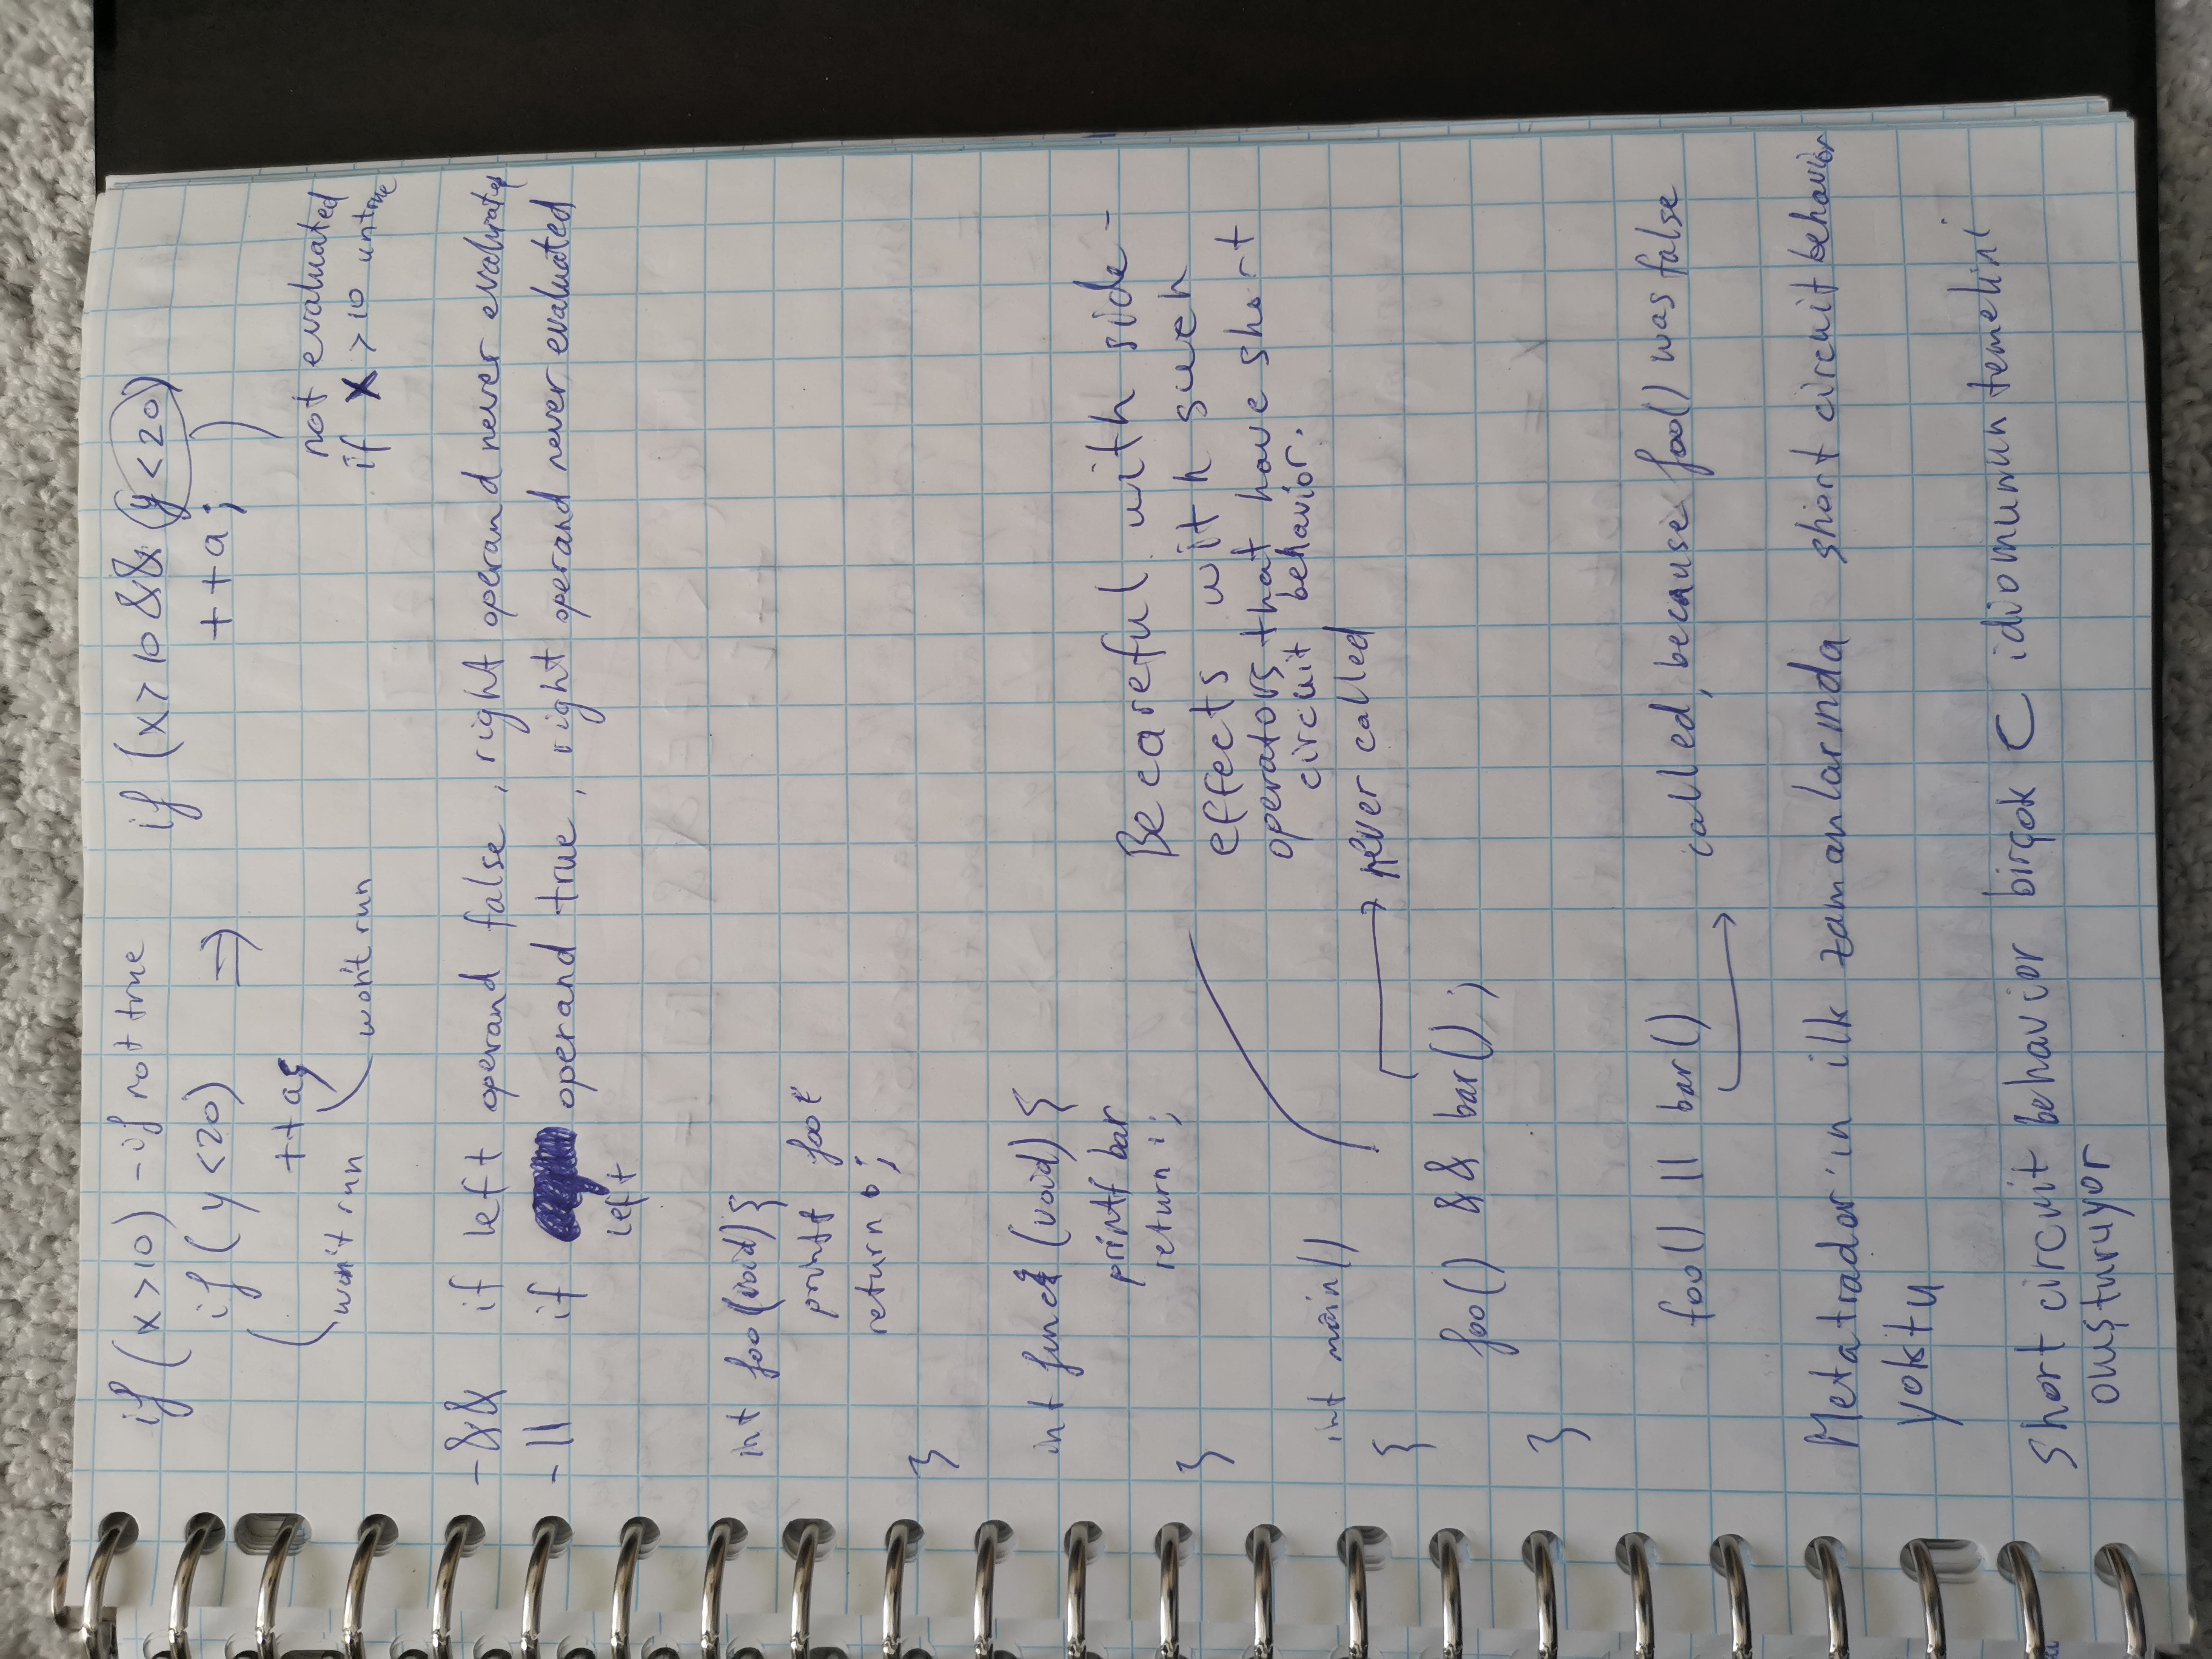 if (x>10) - if not true
if (y<20)
++a;
won't run
won't run
⇒
if (x>10 && (y<20)
++a;
not evaluated
if x >10 untrue
-&& if left operand false, right operand never evaluated
-|| if operand true, right operand never evaluated
left
int foo(void){
printf foo
return 0;
}
int func (void) {
printf bar
return 1;
}
Be careful with side-
effects with such
operators that have short
circuit behavior.
int main()
{
never called
foo() && bar();
}
foo() || bar()
called, because foo() was false
Metatrador'ın ilk zamanlarında short circuit behavior
yoktu
Short circuit behavior birçok C idiomunun temelini
oluşturuyor